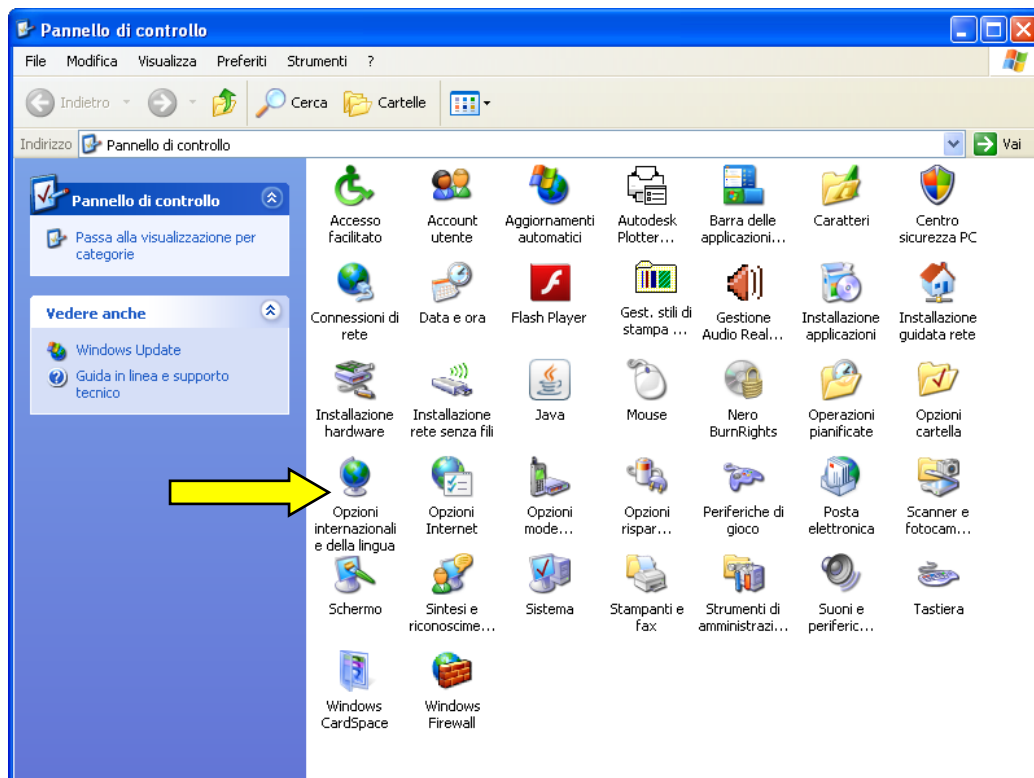 Pannello di controllo
File Modifica Visualizza Preferiti Strumenti ?
Indietro Cerca Cartelle
Indirizzo Pannello di controllo Vai
Pannello di controllo
Passa alla visualizzazione per
categorie
Vedere anche
Windows Update
Guida in linea e supporto
tecnico
Accesso
facilitato
Account
utente
Aggiornamenti
automatici
Autodesk
Plotter...
Barra delle
applicazioni...
Caratteri
Centro
sicurezza PC
Connessioni di
rete
Data e ora
Flash Player
Gest. stili di
stampa ...
Gestione
Audio Real...
Installazione
applicazioni
Installazione
guidata rete
Installazione
hardware
Installazione
rete senza fili
Java
Mouse
Nero
BurnRights
Operazioni
pianificate
Opzioni
cartella
Opzioni
internazionali
e della lingua
Opzioni
Internet
Opzioni
mode...
Opzioni
rispar...
Periferiche di
gioco
Posta
elettronica
Scanner e
fotocam...
Schermo
Sintesi e
riconoscime...
Sistema
Stampanti e
fax
Strumenti di
amministrazi...
Suoni e
periferic...
Tastiera
Windows
CardSpace
Windows
Firewall